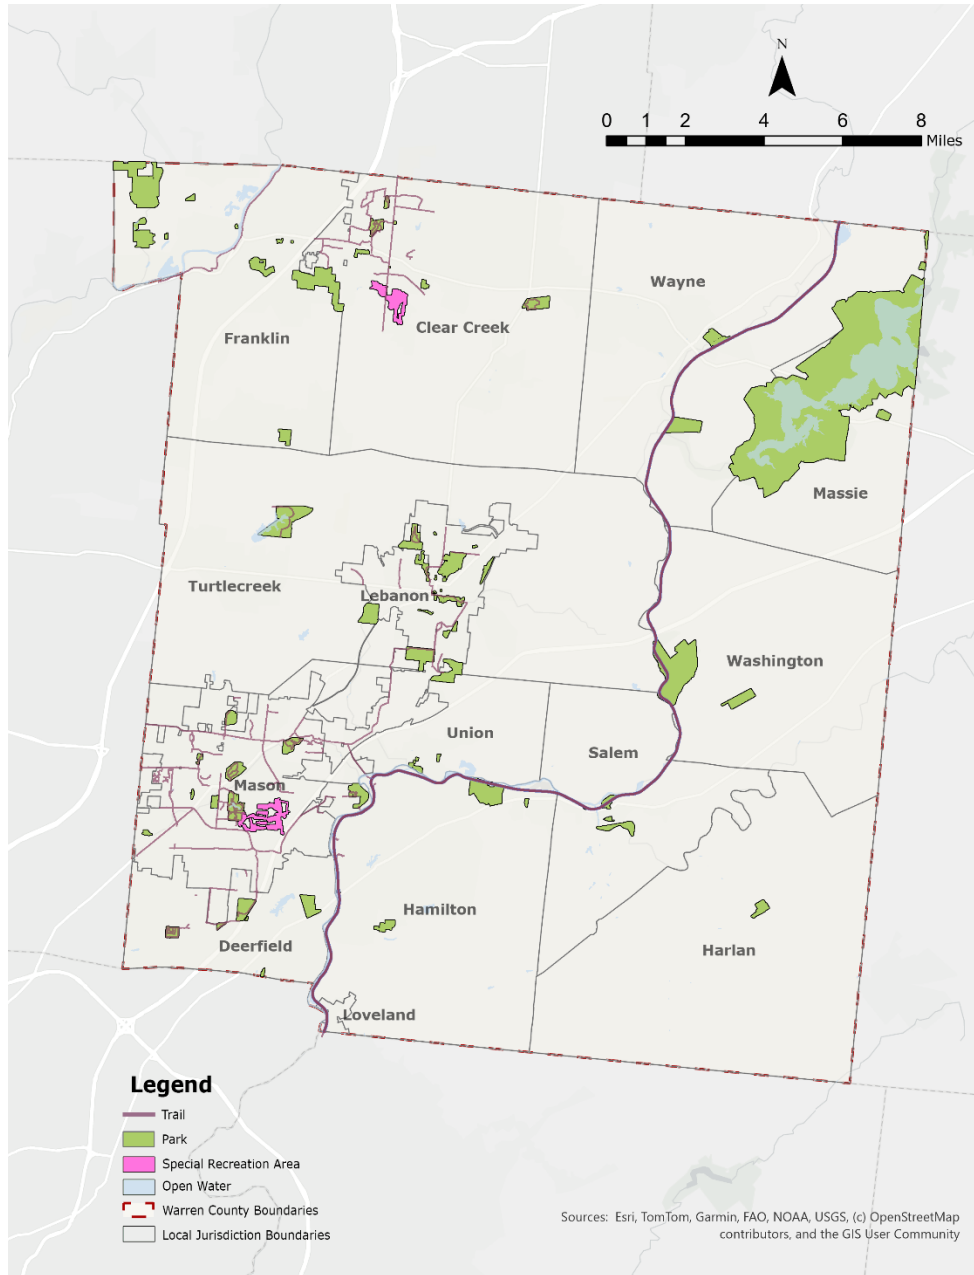 N
0 1 2 4 6 8
Miles
Wayne
Clear Creek
Franklin
Massie
Turtlecreek
Lebanon
Washington
Union
Salem
Mason
Hamilton
Deerfield
Harlan
Loveland
Legend
Trail
Park
Special Recreation Area
Open Water
Warren County Boundaries
Local Jurisdiction Boundaries
Sources: Esri, TomTom, Garmin, FAO, NOAA, USGS, (c) OpenStreetMap
contributors, and the GIS User Community